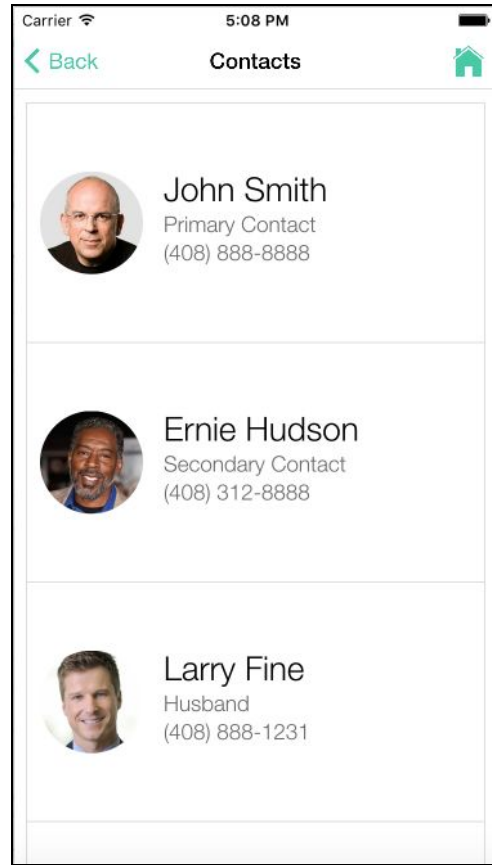 Carrier 5:08 PM
Back Contacts
John Smith
Primary Contact
(408) 888-8888
Ernie Hudson
Secondary Contact
(408) 312-8888
Larry Fine
Husband
(408) 888-1231